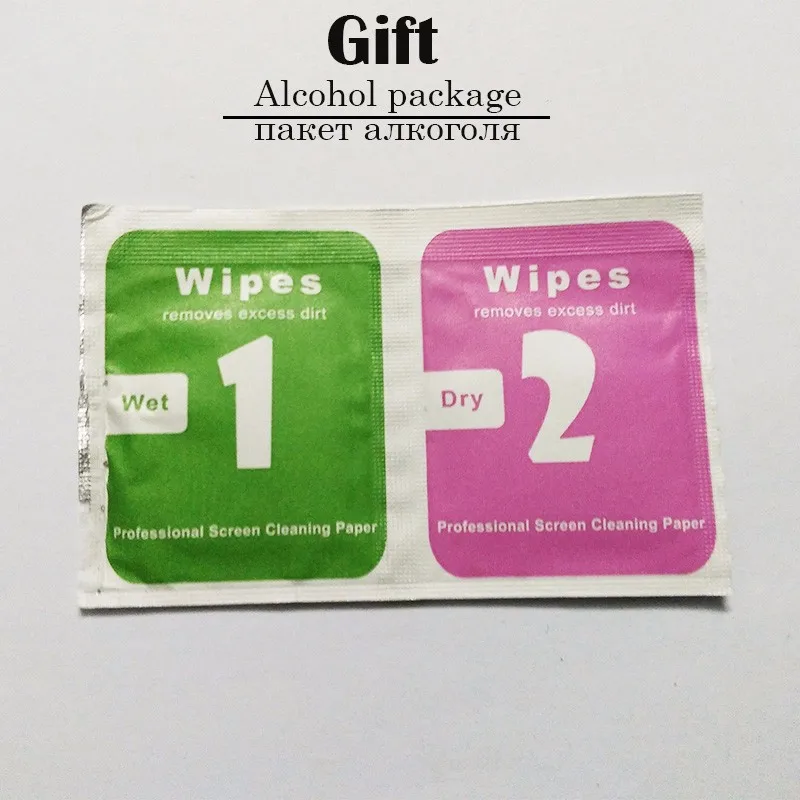 Gift
Alcohol package
пакет алкоголя
Wipes
removes excess dirt
1
Wet
Professional Screen Cleaning Paper
Wipes
removes excess dirt
2
Dry
Professional Screen Cleaning Paper